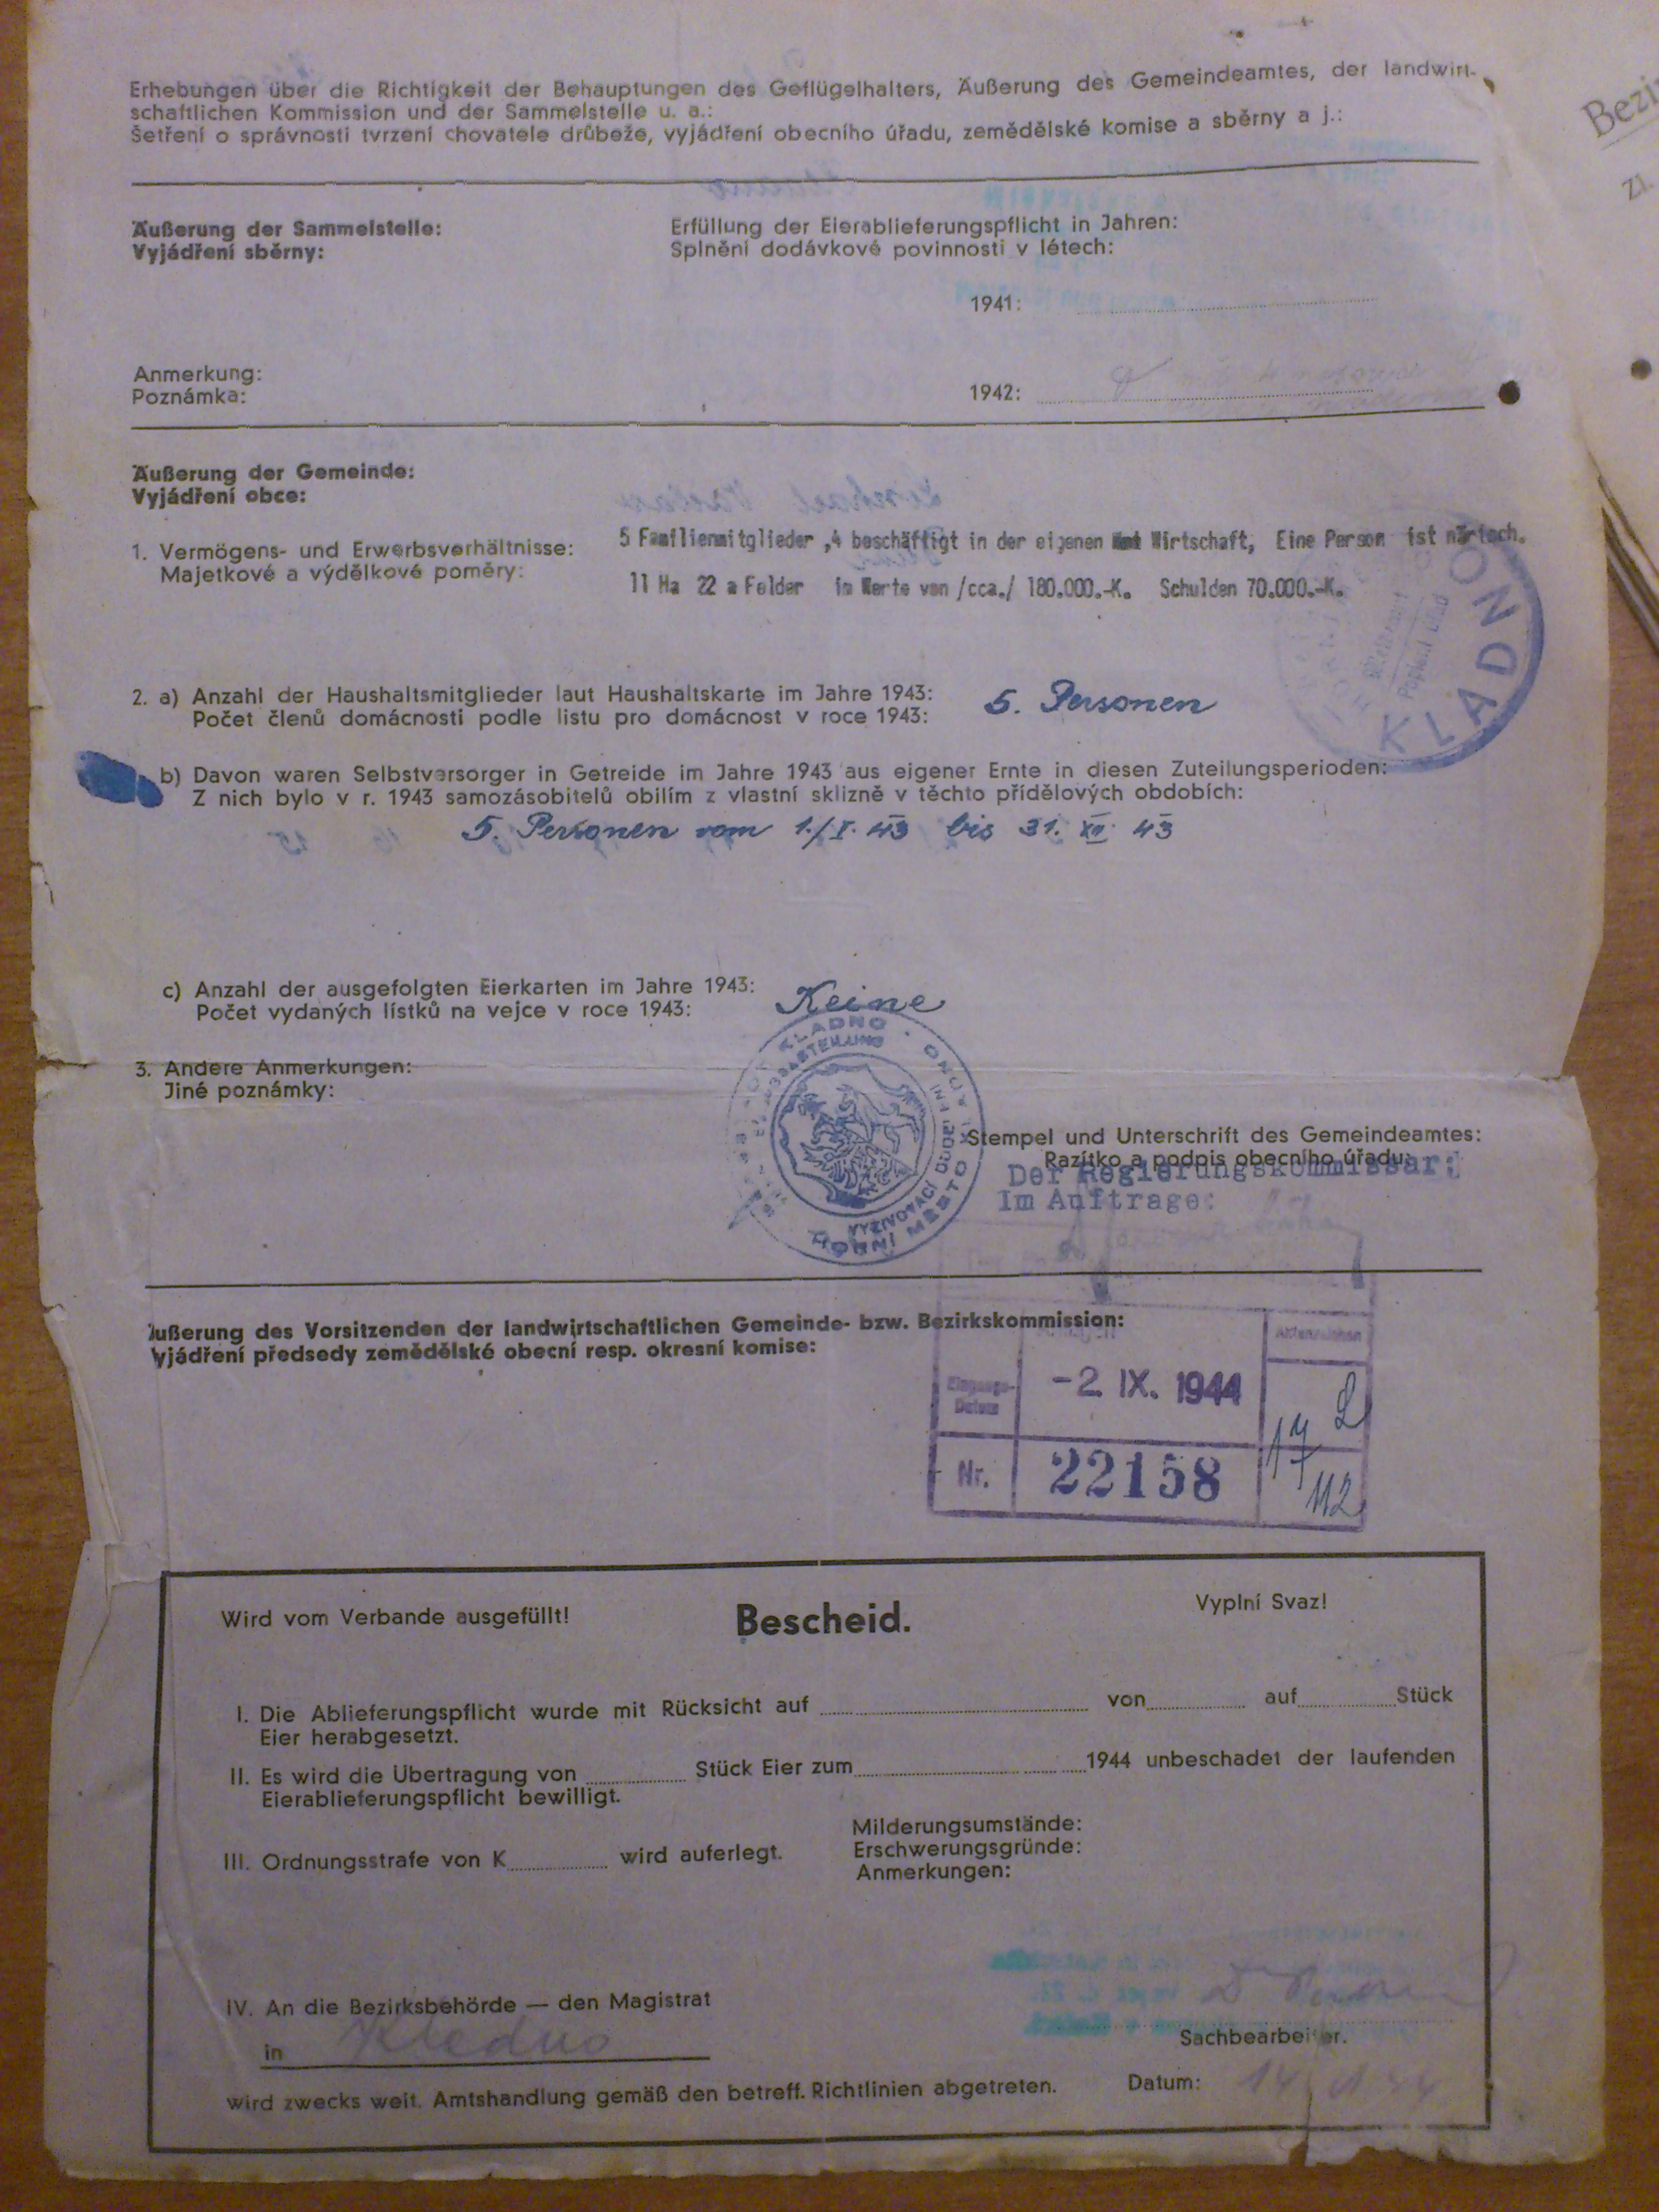 Erhebungen über die Richtigkeit der Behauptungen des Geflügelhalters, Äußerung des Gemeindeamtes, der landwirt-
schaftlichen Kommission und der Sammelstelle u. a.:
Šetření o správnosti tvrzení chovatele drůbeže, vyjádření obecního úřadu, zemědělské komise a sběrny a j.:
Äußerung der Sammelstelle:
Vyjádření sběrny:
Erfüllung der Eierablieferungspflicht in Jahren:
Splnění dodávkové povinnosti v létech:
1941:
Anmerkung:
Poznámka:
1942:
Äußerung der Gemeinde:
Vyjádření obce:
1. Vermögens- und Erwerbsverhältnisse:
Majetkové a výdělkové poměry:
5 Familienmitglieder ,4 beschäftigt in der eigenen Wirtschaft, Eine Person ist närisch.
11 Ha 22 a Felder im Werte von /cca./ 180.000.-K. Schulden 70.000.-K.
KLADNO
2. a) Anzahl der Haushaltsmitglieder laut Haushaltskarte im Jahre 1943: 5. Personen
Počet členů domácnosti podle listu pro domácnost v roce 1943:
b) Davon waren Selbstversorger in Getreide im Jahre 1943 aus eigener Ernte in diesen Zuteilungsperioden:
Z nich bylo v r. 1943 samozásobitelů obilím z vlastní sklizně v těchto přídělových obdobích:
5. Personen vom 1./I. 43 bis 31. XII. 43
c) Anzahl der ausgefolgten Eierkarten im Jahre 1943: Keine
Počet vydaných lístků na vejce v roce 1943:
KLADNO
VYŽIVOVACÍ
HORNÍ MĚSTO
3. Andere Anmerkungen:
Jiné poznámky:
Stempel und Unterschrift des Gemeindeamtes:
Razítko a podpis obecního úřadu:
Der Regierungskommissar:
Im Auftrage:
Äußerung des Vorsitzenden der landwirtschaftlichen Gemeinde- bzw. Bezirkskommission:
Vyjádření předsedy zemědělské obecní resp. okresní komise:
Aktenzeichen
Eingangs-
Datum
-2. IX. 1944
Nr. 22158
112
Wird vom Verbande ausgefüllt!
Bescheid.
Vyplní Svaz!
I. Die Ablieferungspflicht wurde mit Rücksicht auf von auf Stück
Eier herabgesetzt.
II. Es wird die Übertragung von Stück Eier zum 1944 unbeschadet der laufenden
Eierablieferungspflicht bewilligt.
III. Ordnungsstrafe von K wird auferlegt.
Milderungsumstände:
Erschwerungsgründe:
Anmerkungen:
IV. An die Bezirksbehörde — den Magistrat
in Kladno
Sachbearbeiter.
wird zwecks weit. Amtshandlung gemäß den betreff. Richtlinien abgetreten.
Datum: